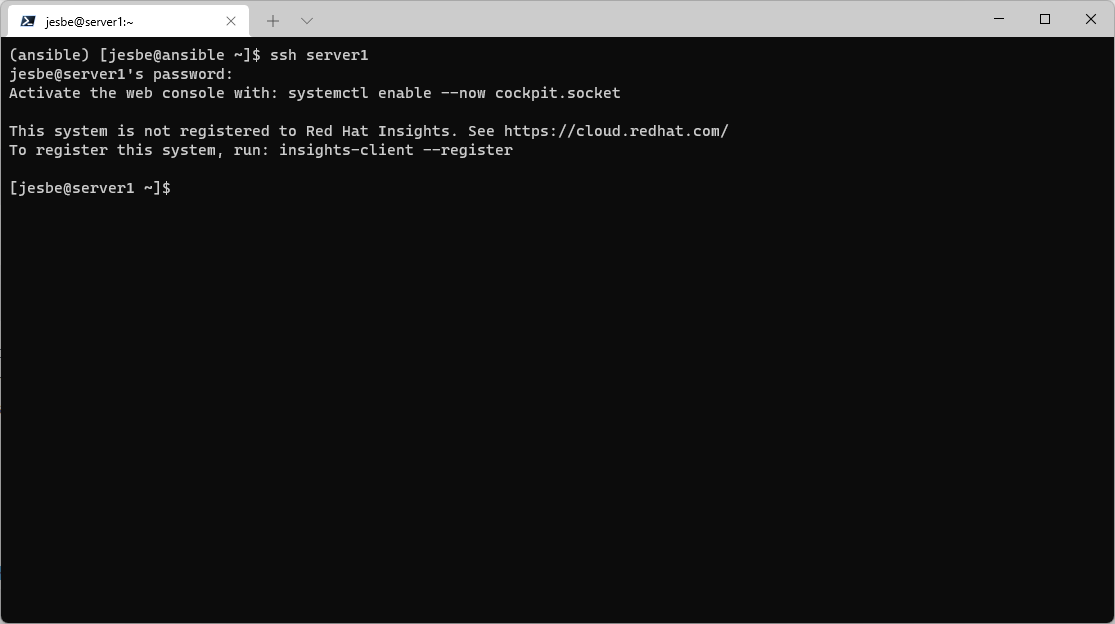 jesbe@server1:~
(ansible) [jesbe@ansible ~]$ ssh server1
jesbe@server1's password:
Activate the web console with: systemctl enable --now cockpit.socket
This system is not registered to Red Hat Insights. See https://cloud.redhat.com/
To register this system, run: insights-client --register
[jesbe@server1 ~]$